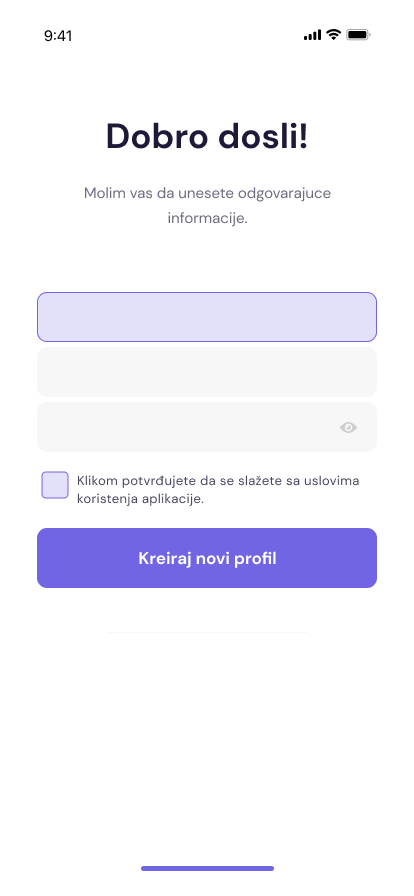 9:41
Dobro dosli!
Molim vas da unesete odgovarajuce
informacije.
Klikom potvrđujete da se slažete sa uslovima
koristenja aplikacije.
Kreiraj novi profil